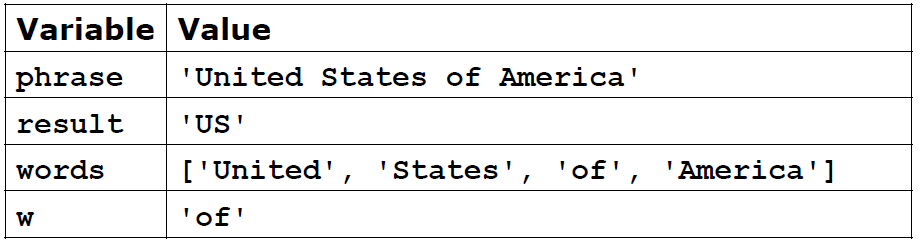 Variable Value
phrase 'United States of America'
result 'US'
words ['United', 'States', 'of', 'America']
w 'of'